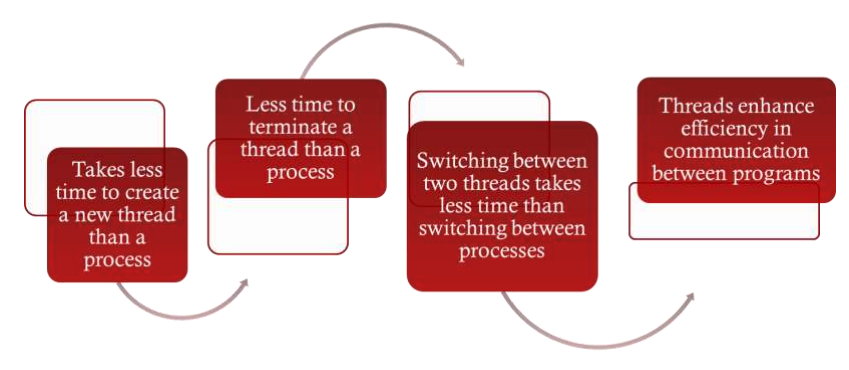 Takes less
time to create
a new thread
than a
process
Less time to
terminate a
thread than a
process
Switching between
two threads takes
less time than
switching between
processes
Threads enhance
efficiency in
communication
between programs